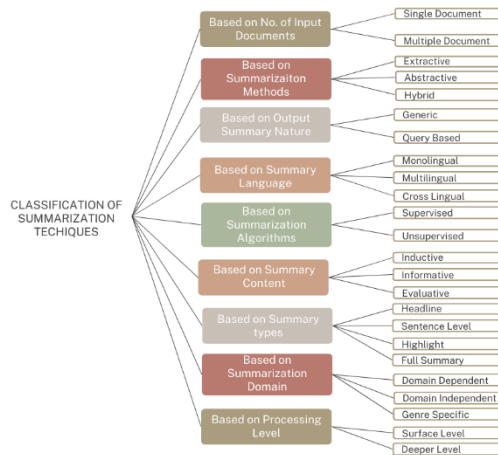 CLASSIFICATION OF
SUMMARIZATION
TECHIQUES
Based on No. of Input
Documents
Single Document
Multiple Document
Based on
Summarizaiton
Methods
Extractive
Abstractive
Hybrid
Based on Output
Summary Nature
Generic
Query Based
Based on Summary
Language
Monolingual
Multilingual
Cross Lingual
Based on
Summarization
Algorithms
Supervised
Unsupervised
Based on Summary
Content
Inductive
Informative
Evaluative
Based on Summary
types
Headline
Sentence Level
Highlight
Full Summary
Based on
Summarization
Domain
Domain Dependent
Domain Independent
Genre Specific
Based on Processing
Level
Surface Level
Deeper Level